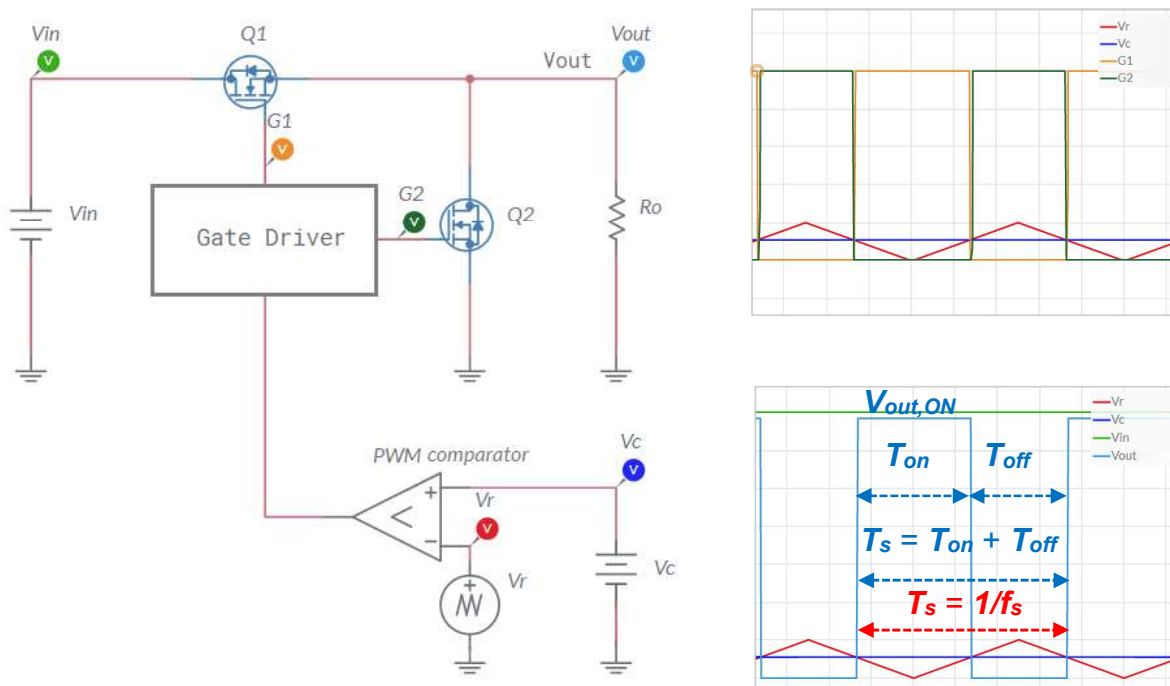 Vin
Q1
Vout
Vout
V
V
G1
V
Vin
Gate Driver
G2
V
Q2
Ro
PWM comparator
Vc
V
Vr
V
+
<
−
+
Vr
Vc
Vr
Vc
G1
G2
Vout,ON
Vr
Vc
Vin
Vout
Ton
Toff
Ts = Ton + Toff
Ts = 1/fs